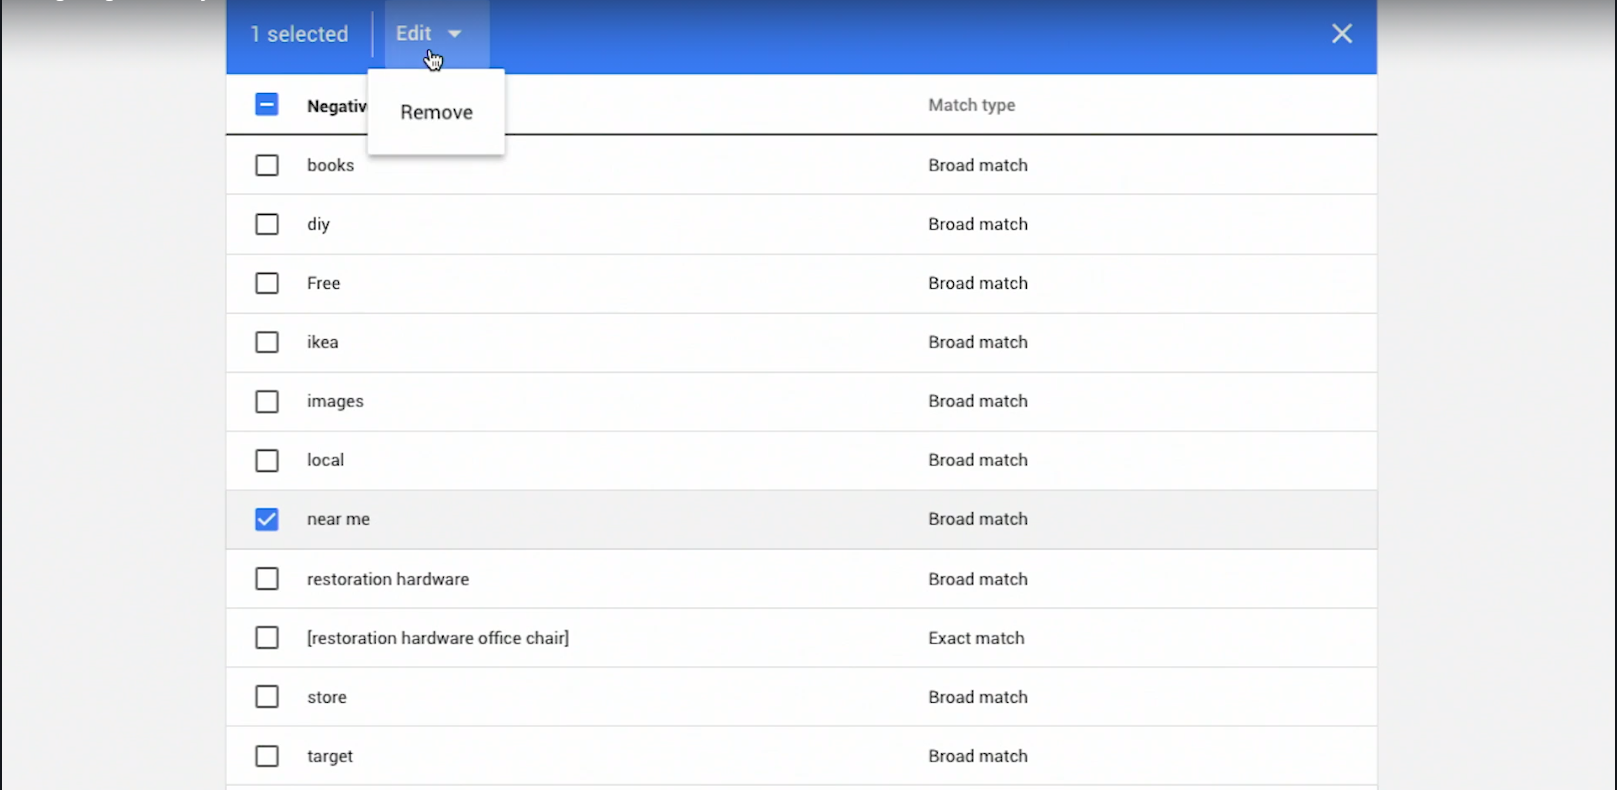 1 selected
Edit
Remove
Negativ
Match type
books
Broad match
diy
Broad match
Free
Broad match
ikea
Broad match
images
Broad match
local
Broad match
near me
Broad match
restoration hardware
Broad match
[restoration hardware office chair]
Exact match
store
Broad match
target
Broad match